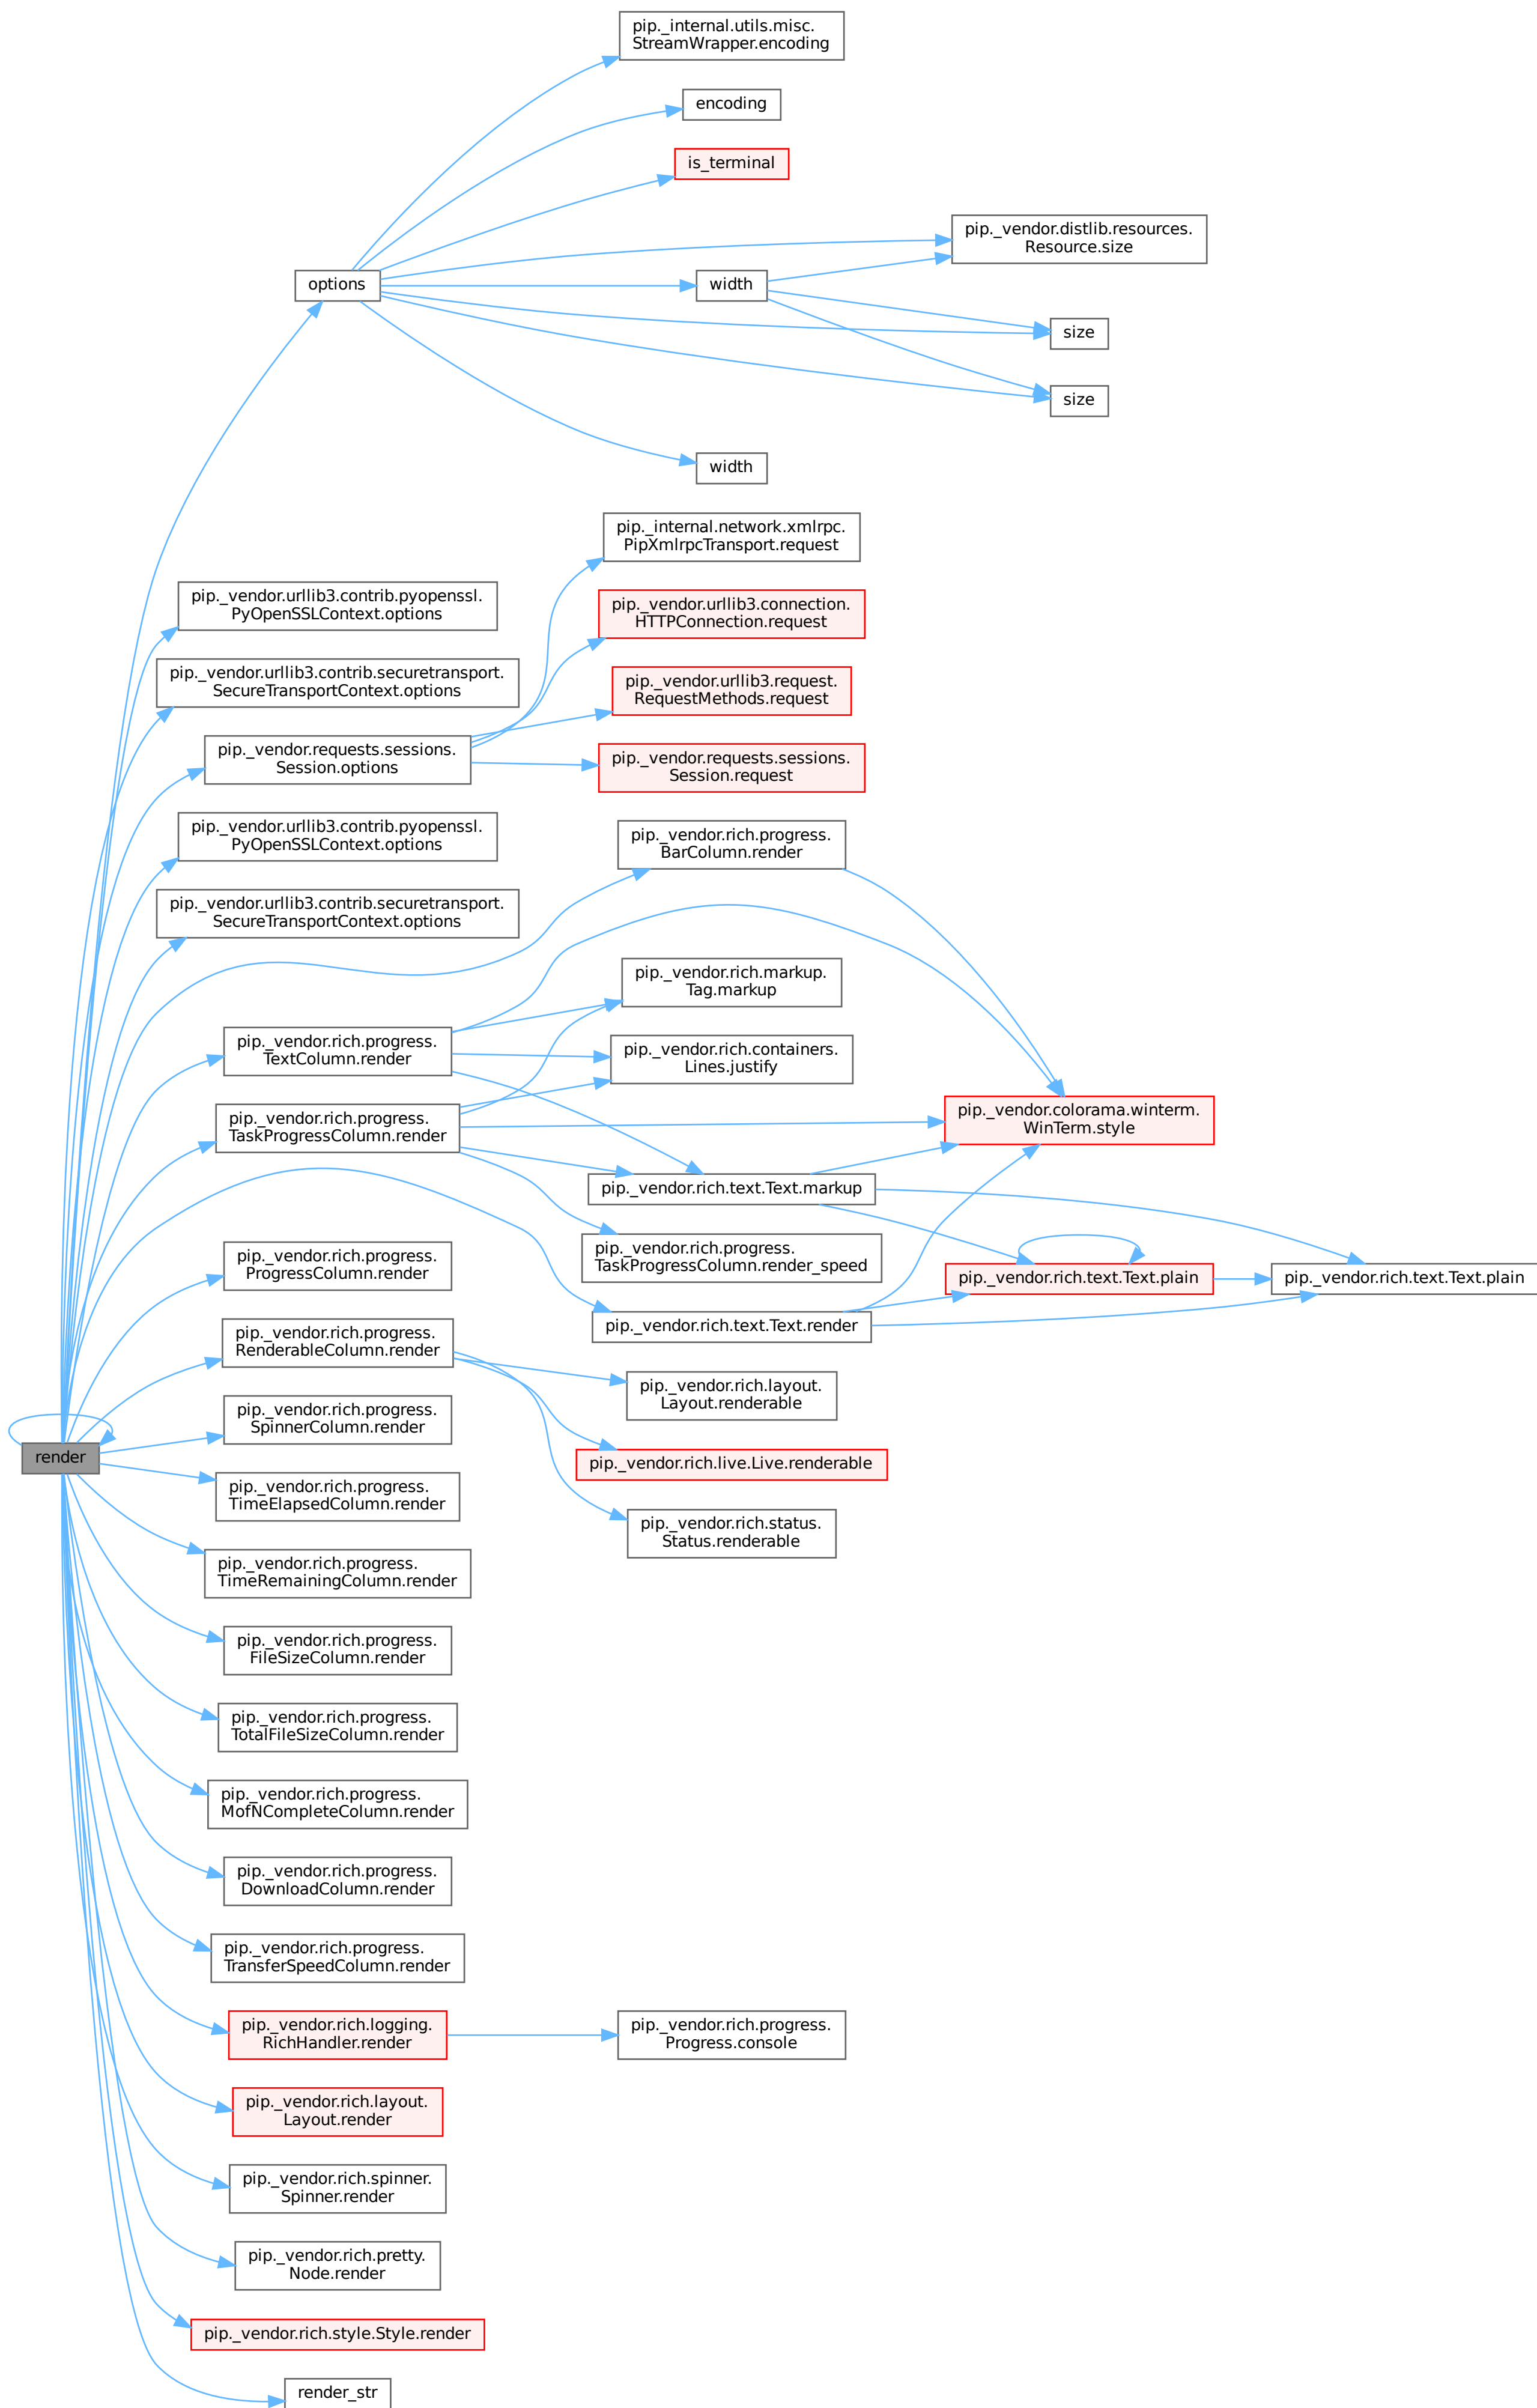 pip._internal.utils.misc.
StreamWrapper.encoding
encoding
is_terminal
pip._vendor.distlib.resources.
Resource.size
options
width
size
size
width
pip._internal.network.xmlrpc.
PipXmlrpcTransport.request
pip._vendor.urllib3.contrib.pyopenssl.
PyOpenSSLContext.options
pip._vendor.urllib3.connection.
HTTPConnection.request
pip._vendor.urllib3.contrib.securetransport.
SecureTransportContext.options
pip._vendor.urllib3.request.
RequestMethods.request
pip._vendor.requests.sessions.
Session.options
pip._vendor.requests.sessions.
Session.request
pip._vendor.urllib3.contrib.pyopenssl.
PyOpenSSLContext.options
pip._vendor.rich.progress.
BarColumn.render
pip._vendor.urllib3.contrib.securetransport.
SecureTransportContext.options
pip._vendor.rich.markup.
Tag.markup
pip._vendor.rich.progress.
TextColumn.render
pip._vendor.rich.containers.
Lines.justify
pip._vendor.rich.progress.
TaskProgressColumn.render
pip._vendor.colorama.winterm.
WinTerm.style
pip._vendor.rich.text.Text.markup
pip._vendor.rich.progress.
TaskProgressColumn.render_speed
pip._vendor.rich.text.Text.plain
pip._vendor.rich.text.Text.plain
pip._vendor.rich.progress.
ProgressColumn.render
pip._vendor.rich.text.Text.render
pip._vendor.rich.progress.
RenderableColumn.render
pip._vendor.rich.layout.
Layout.renderable
pip._vendor.rich.progress.
SpinnerColumn.render
render
pip._vendor.rich.live.Live.renderable
pip._vendor.rich.progress.
TimeElapsedColumn.render
pip._vendor.rich.status.
Status.renderable
pip._vendor.rich.progress.
TimeRemainingColumn.render
pip._vendor.rich.progress.
FileSizeColumn.render
pip._vendor.rich.progress.
TotalFileSizeColumn.render
pip._vendor.rich.progress.
MofNCompleteColumn.render
pip._vendor.rich.progress.
DownloadColumn.render
pip._vendor.rich.progress.
TransferSpeedColumn.render
pip._vendor.rich.logging.
RichHandler.render
pip._vendor.rich.progress.
Progress.console
pip._vendor.rich.layout.
Layout.render
pip._vendor.rich.spinner.
Spinner.render
pip._vendor.rich.pretty.
Node.render
pip._vendor.rich.style.Style.render
render_str